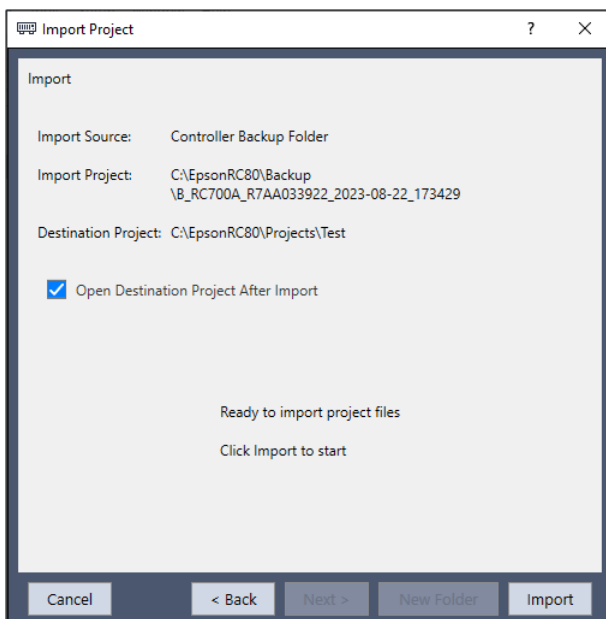 Import Project
?
Import
Import Source: Controller Backup Folder
Import Project: C:\EpsonRC80\Backup
\B_RC700A_R7AA033922_2023-08-22_173429
Destination Project: C:\EpsonRC80\Projects\Test
Open Destination Project After Import
Ready to import project files
Click Import to start
Cancel < Back Next > New Folder Import